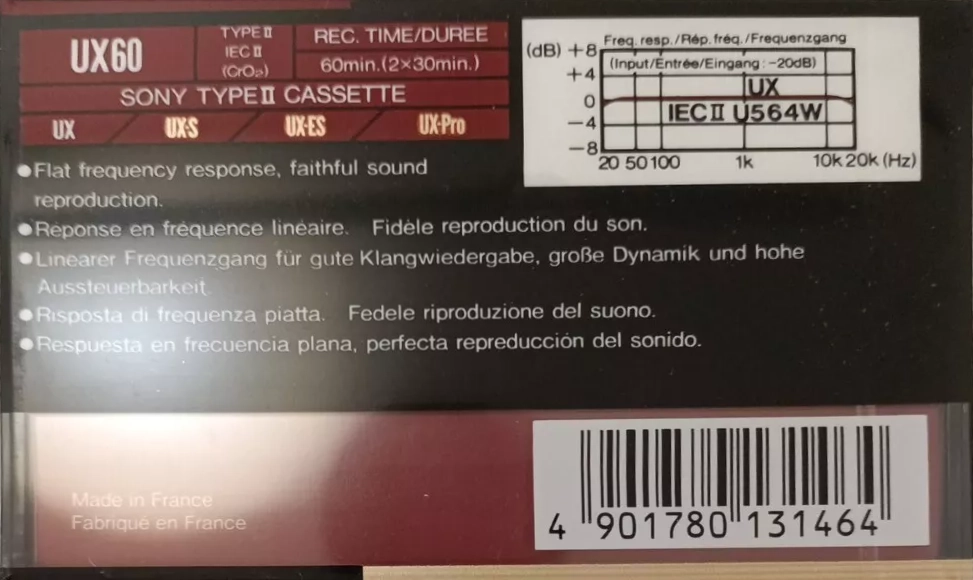 UX60
TYPE II
IEC II
(CrO₂)
REC. TIME/DUREE
60min.(2×30min.)
SONY TYPE II CASSETTE
UX UX-S UX-ES UX-Pro
Freq. resp./Rép. fréq./Frequenzgang
(Input/Entrée/Eingang:-20dB)
(dB) +8
+4
0
-4
-8
UX
IEC II U564W
20 50 100 1k 10k 20k (Hz)
●Flat frequency response, faithful sound
reproduction.
●Réponse en fréquence linéaire. Fidèle reproduction du son.
●Linearer Frequenzgang für gute Klangwiedergabe, große Dynamik und hohe
Aussteuerbarkeit.
●Risposta di frequenza piatta. Fedele riproduzione del suono.
●Respuesta en frecuencia plana, perfecta repreducción del sonido.
Made in France
Fabriqué en France
4 901780 131464